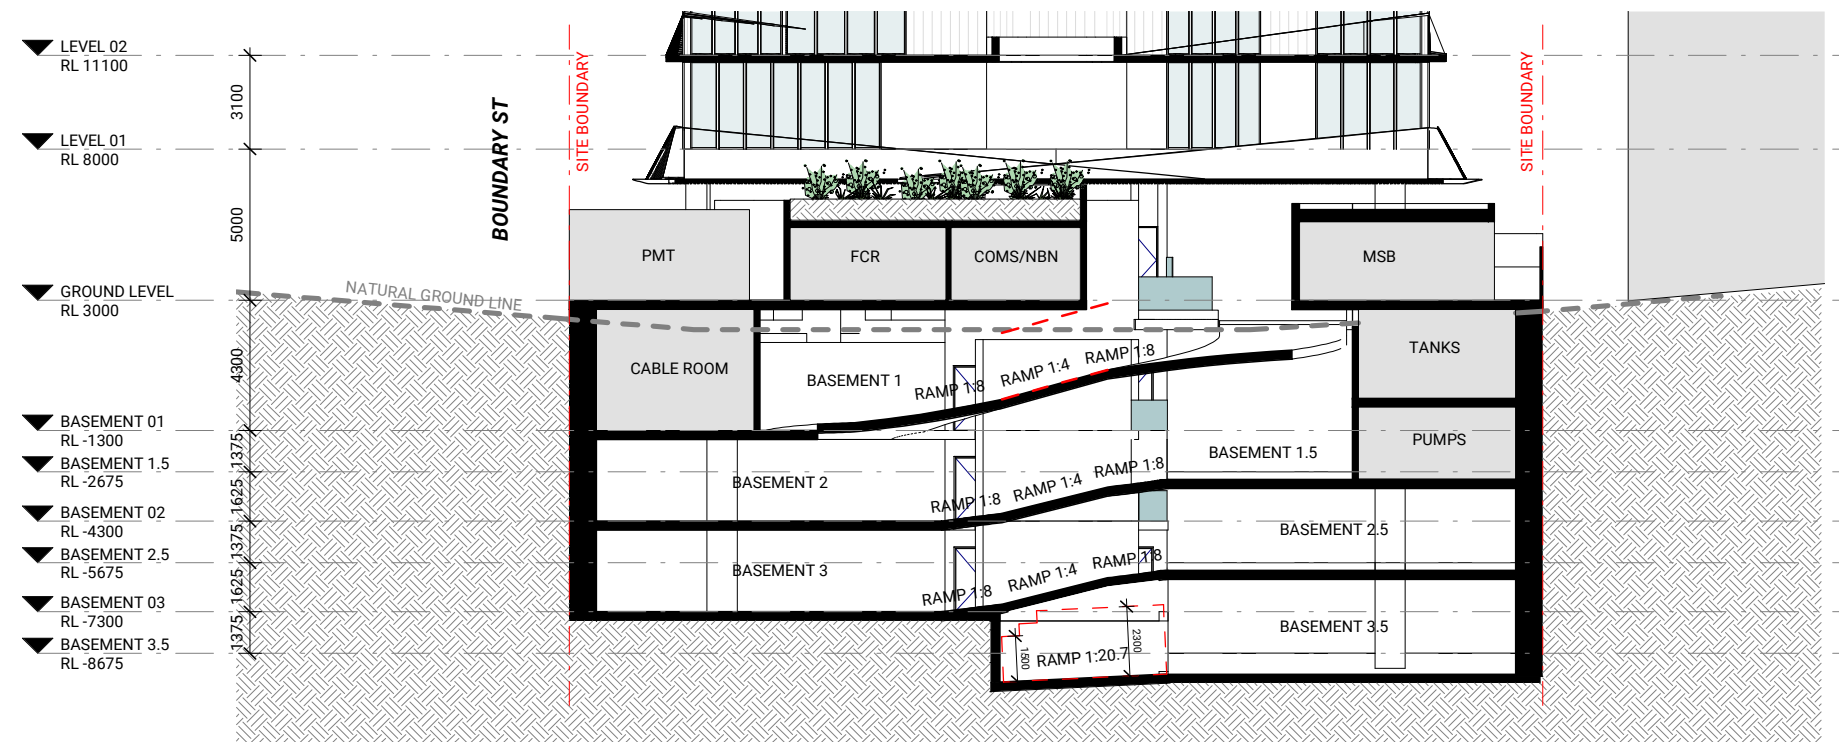 LEVEL 02
RL 11100
3100
LEVEL 01
RL 8000
5000
GROUND LEVEL
RL 3000
4300
BASEMENT 01
RL -1300
1375
BASEMENT 1.5
RL -2675
1625
BASEMENT 02
RL -4300
1375
BASEMENT 2.5
RL -5675
1625
BASEMENT 03
RL -7300
1375
BASEMENT 3.5
RL -8675
BOUNDARY ST
SITE BOUNDARY
SITE BOUNDARY
NATURAL GROUND LINE
PMT
FCR
COMS/NBN
MSB
CABLE ROOM
BASEMENT 1
RAMP 1:8
RAMP 1:4
RAMP 1:8
TANKS
PUMPS
BASEMENT 1.5
BASEMENT 2
RAMP 1:8
RAMP 1:4
RAMP 1:8
BASEMENT 2.5
BASEMENT 3
RAMP 1:8
RAMP 1:4
RAMP 1:8
BASEMENT 3.5
1500
RAMP 1:20.7
2300